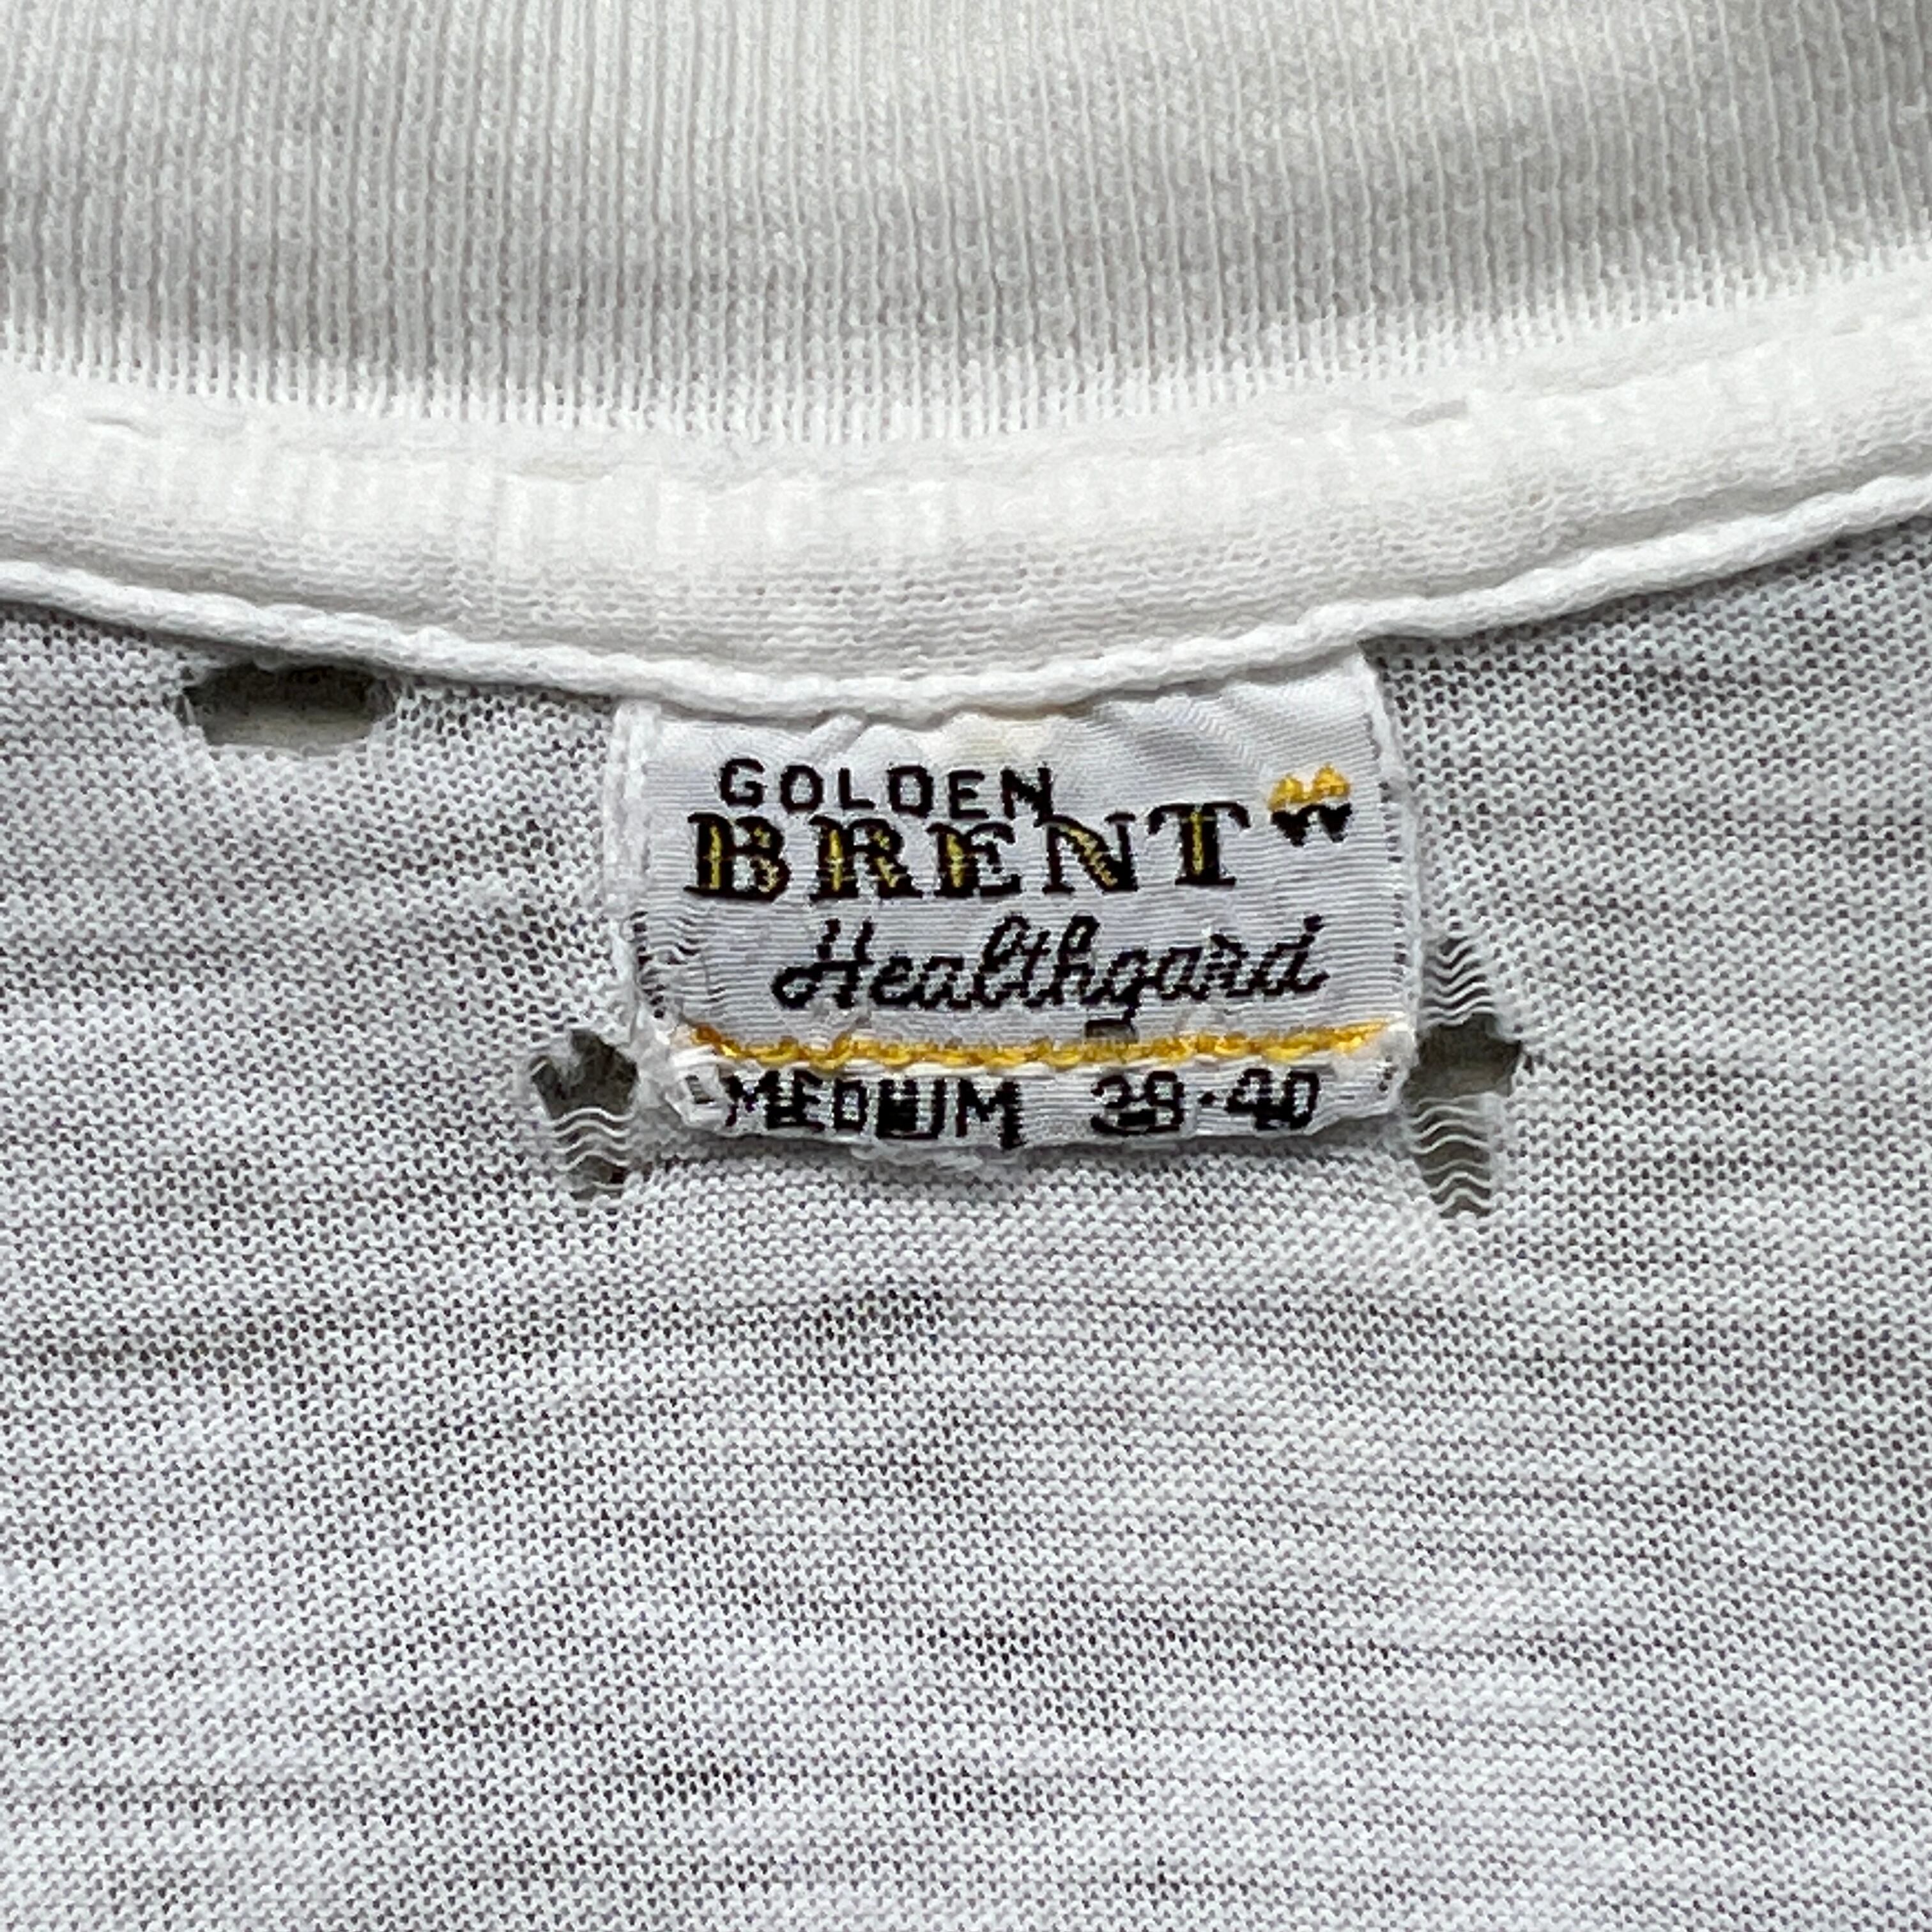 GOLDEN
BRENT
Healthgard
MEDIUM 38-40